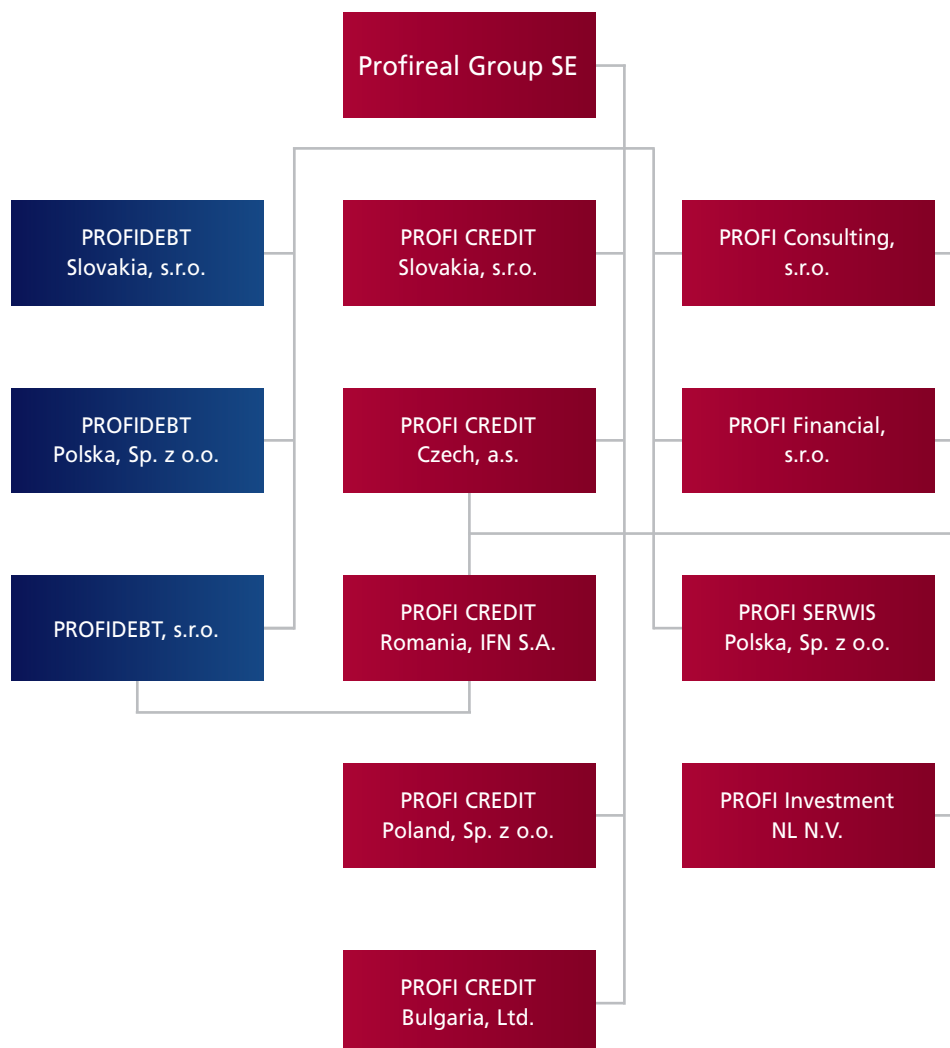 Profireal Group SE
PROFIDEBT
Slovakia, s.r.o.
PROFI CREDIT
Slovakia, s.r.o.
PROFI Consulting,
s.r.o.
PROFIDEBT
Polska, Sp. z o.o.
PROFI CREDIT
Czech, a.s.
PROFI Financial,
s.r.o.
PROFIDEBT, s.r.o.
PROFI CREDIT
Romania, IFN S.A.
PROFI SERWIS
Polska, Sp. z o.o.
PROFI CREDIT
Poland, Sp. z o.o.
PROFI Investment
NL N.V.
PROFI CREDIT
Bulgaria, Ltd.